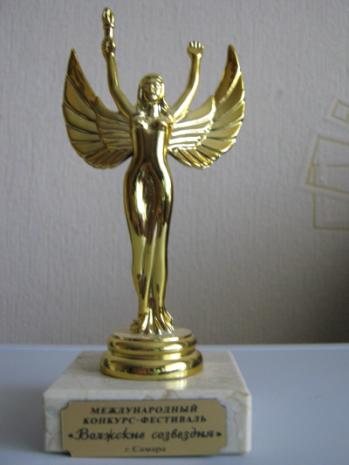 МЕЖДУНАРОДНЫЙ
КОНКУРС-ФЕСТИВАЛЬ
«Волжские созвездия»
г. Самара